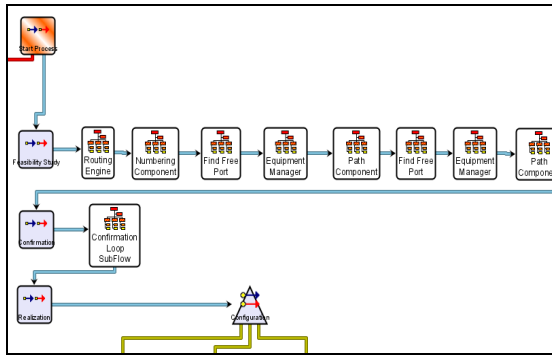 Start Process
Feasibility Study
Routing
Engine
Numbering
Component
Find Free
Port
Equipment
Manager
Path
Component
Find Free
Port
Equipment
Manager
Path
Compone
Confirmation
Confirmation
Loop
SubFlow
Realization
Configuration